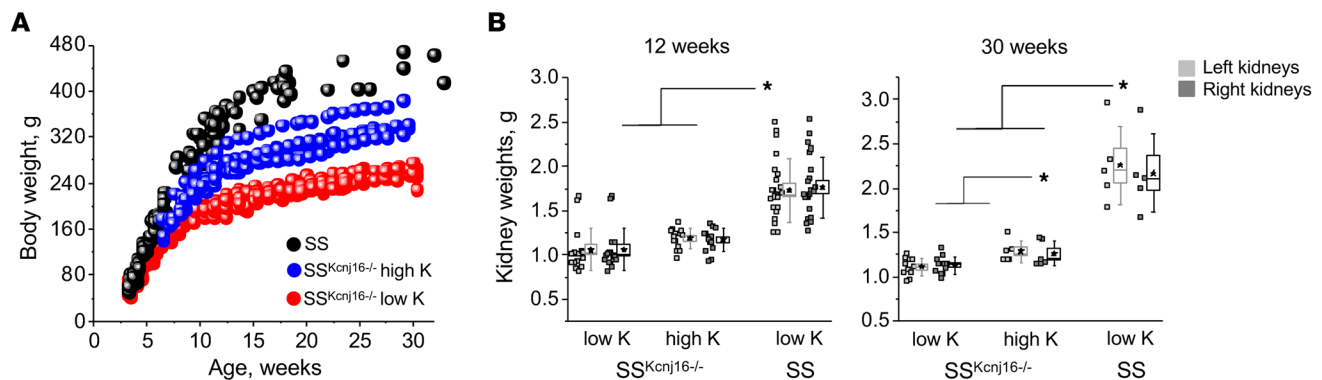 A
Body weight, g
480
400
320
240
160
80
0
0 5 10 15 20 25 30
Age, weeks
SS
SSKcnj16-/- high K
SSKcnj16-/- low K
B
Kidney weights, g
12 weeks
3.0
2.5
2.0
1.5
1.0
0.5
*
low K high K low K
SSKcnj16-/- SS
30 weeks
3.0
2.5
2.0
1.5
1.0
0.5
*
*
low K high K low K
SSKcnj16-/- SS
Left kidneys
Right kidneys